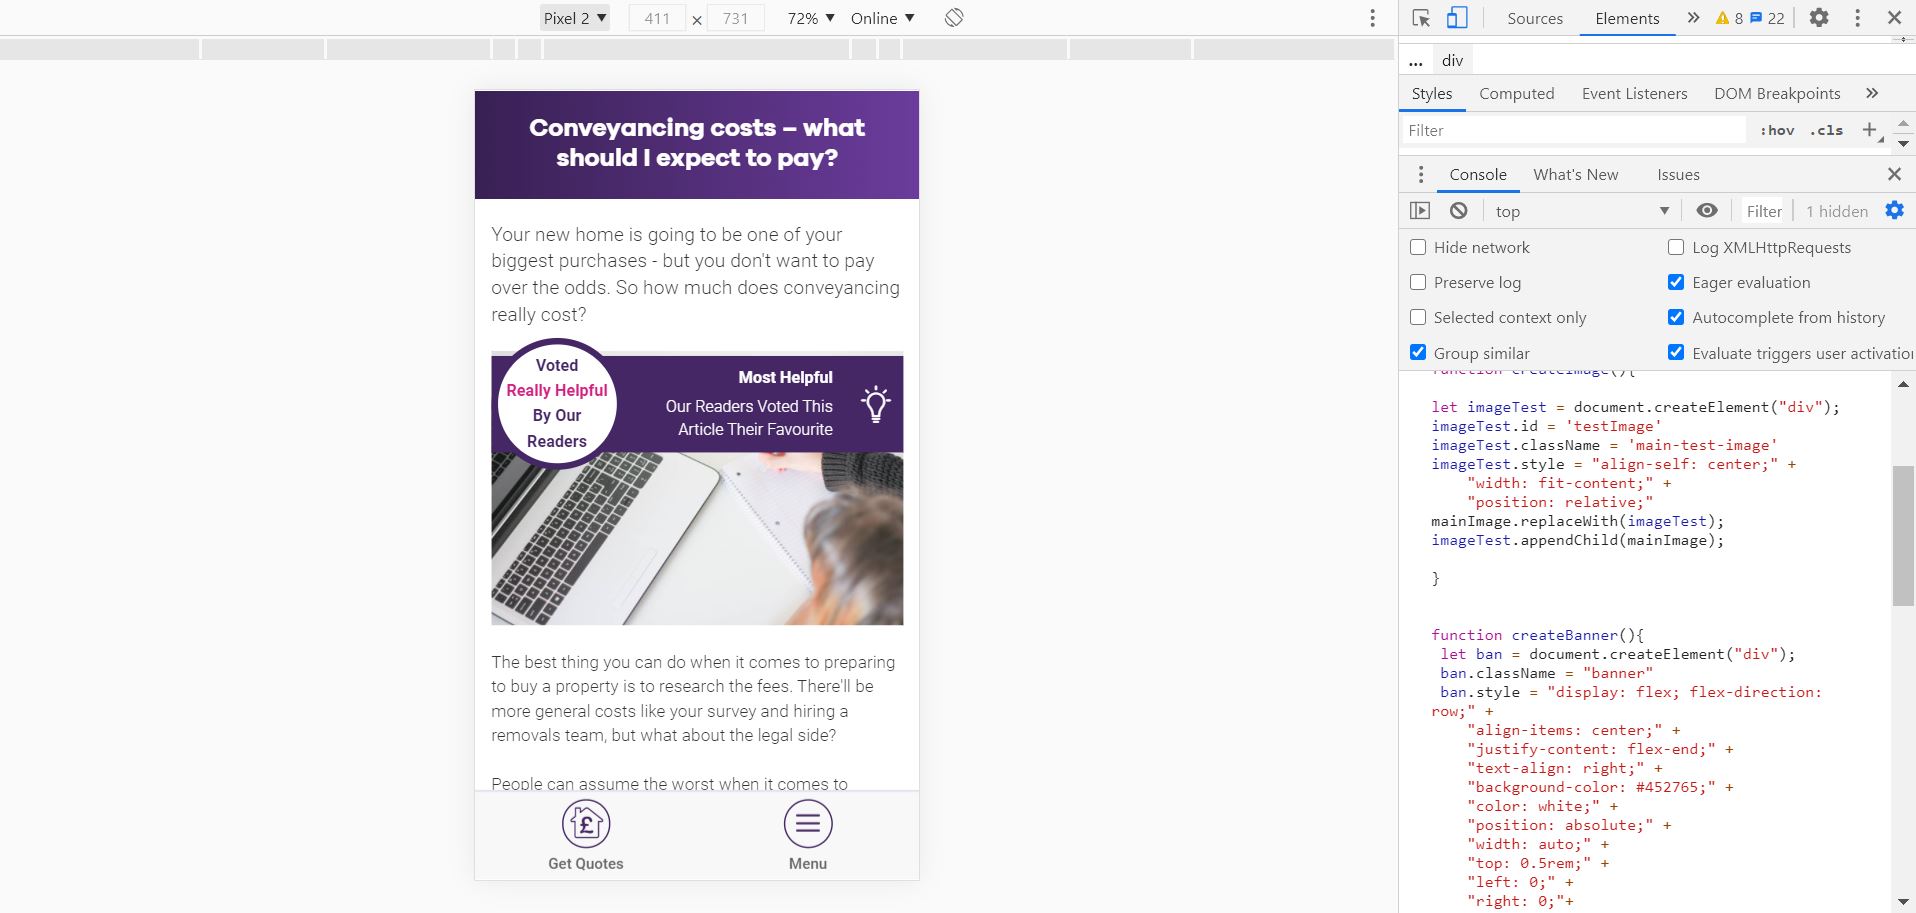 Pixel 2 ▼ 411 × 731 72% ▼ Online ▼
Sources Elements » 8 22
... div
Styles Computed Event Listeners DOM Breakpoints »
Filter :hov .cls +
Console What's New Issues
top ▼ Filter 1 hidden
Hide network Log XMLHttpRequests
Preserve log Eager evaluation
Selected context only Autocomplete from history
Group similar Evaluate triggers user activatio
function createImage(){
let imageTest = document.createElement("div");
imageTest.id = 'testImage'
imageTest.className = 'main-test-image'
imageTest.style = "align-self: center;" +
"width: fit-content;" +
"position: relative;"
mainImage.replaceWith(imageTest);
imageTest.appendChild(mainImage);
}
function createBanner(){
let ban = document.createElement("div");
ban.className = "banner"
ban.style = "display: flex; flex-direction:
row;" +
"align-items: center;" +
"justify-content: flex-end;" +
"text-align: right;" +
"background-color: #452765;" +
"color: white;" +
"position: absolute;" +
"width: auto;" +
"top: 0.5rem;" +
"left: 0;" +
"right: 0;"+
Conveyancing costs – what
should I expect to pay?
Your new home is going to be one of your
biggest purchases - but you don't want to pay
over the odds. So how much does conveyancing
really cost?
Voted
Really Helpful
By Our
Readers
Most Helpful
Our Readers Voted This
Article Their Favourite
The best thing you can do when it comes to preparing
to buy a property is to research the fees. There'll be
more general costs like your survey and hiring a
removals team, but what about the legal side?
People can assume the worst when it comes to
£
Get Quotes Menu